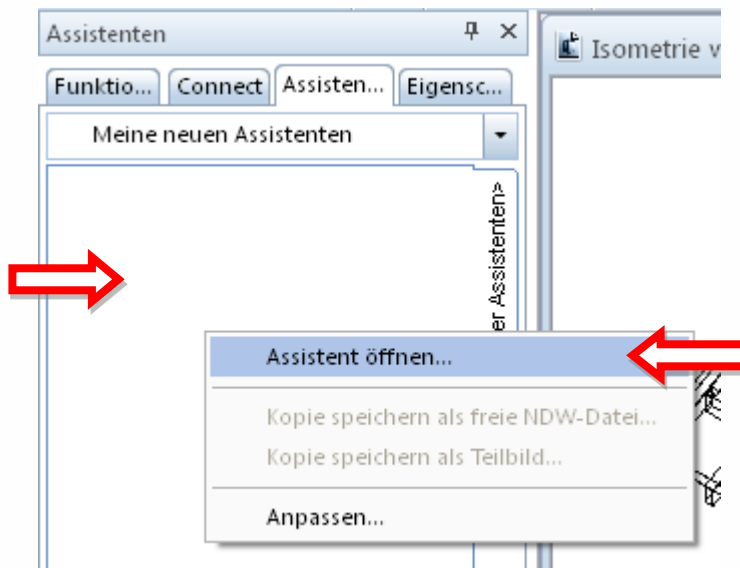 Assistenten
Isometrie v
Funktio... Connect Assisten... Eigensc...
Meine neuen Assistenten
er Assistenten>
Assistent öffnen...
Kopie speichern als freie NDW-Datei...
Kopie speichern als Teilbild...
Anpassen...